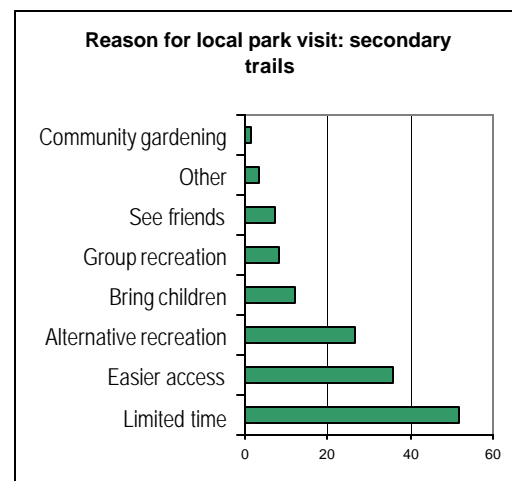 Reason for local park visit: secondary
trails
Community gardening
Other
See friends
Group recreation
Bring children
Alternative recreation
Easier access
Limited time
0 20 40 60